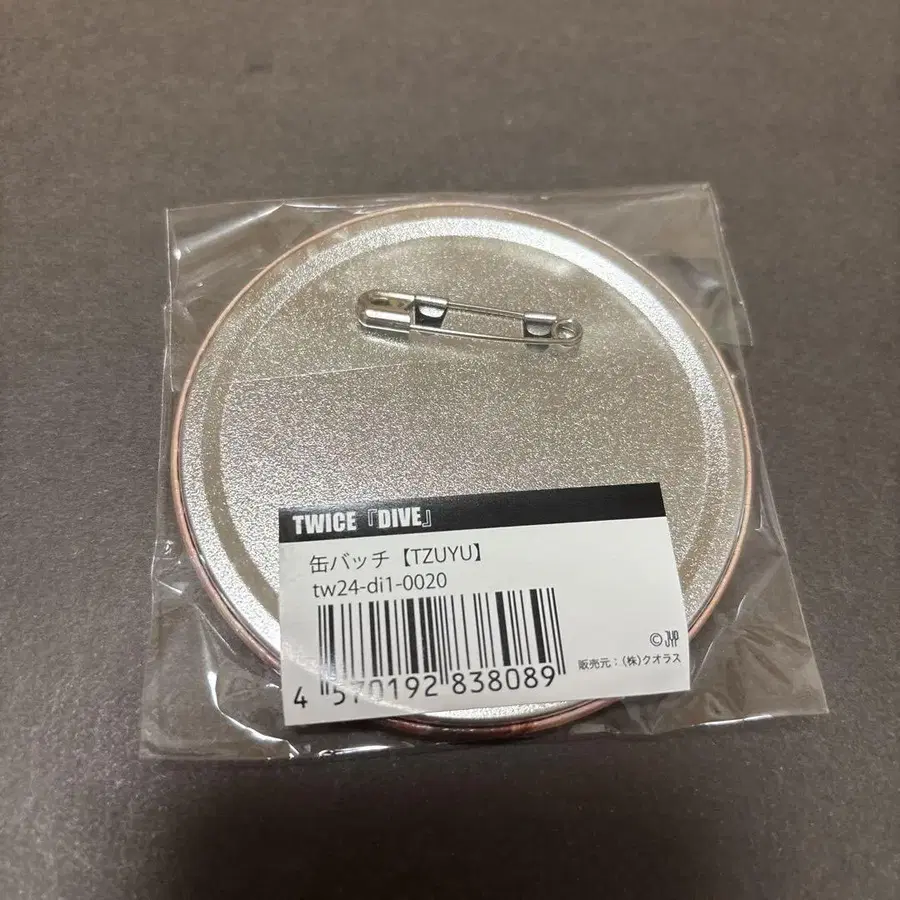 TWICE『DIVE』
缶バッチ【TZUYU】
tw24-di1-0020
4 570192 838089
©JYP
販売元：(株)クオラス